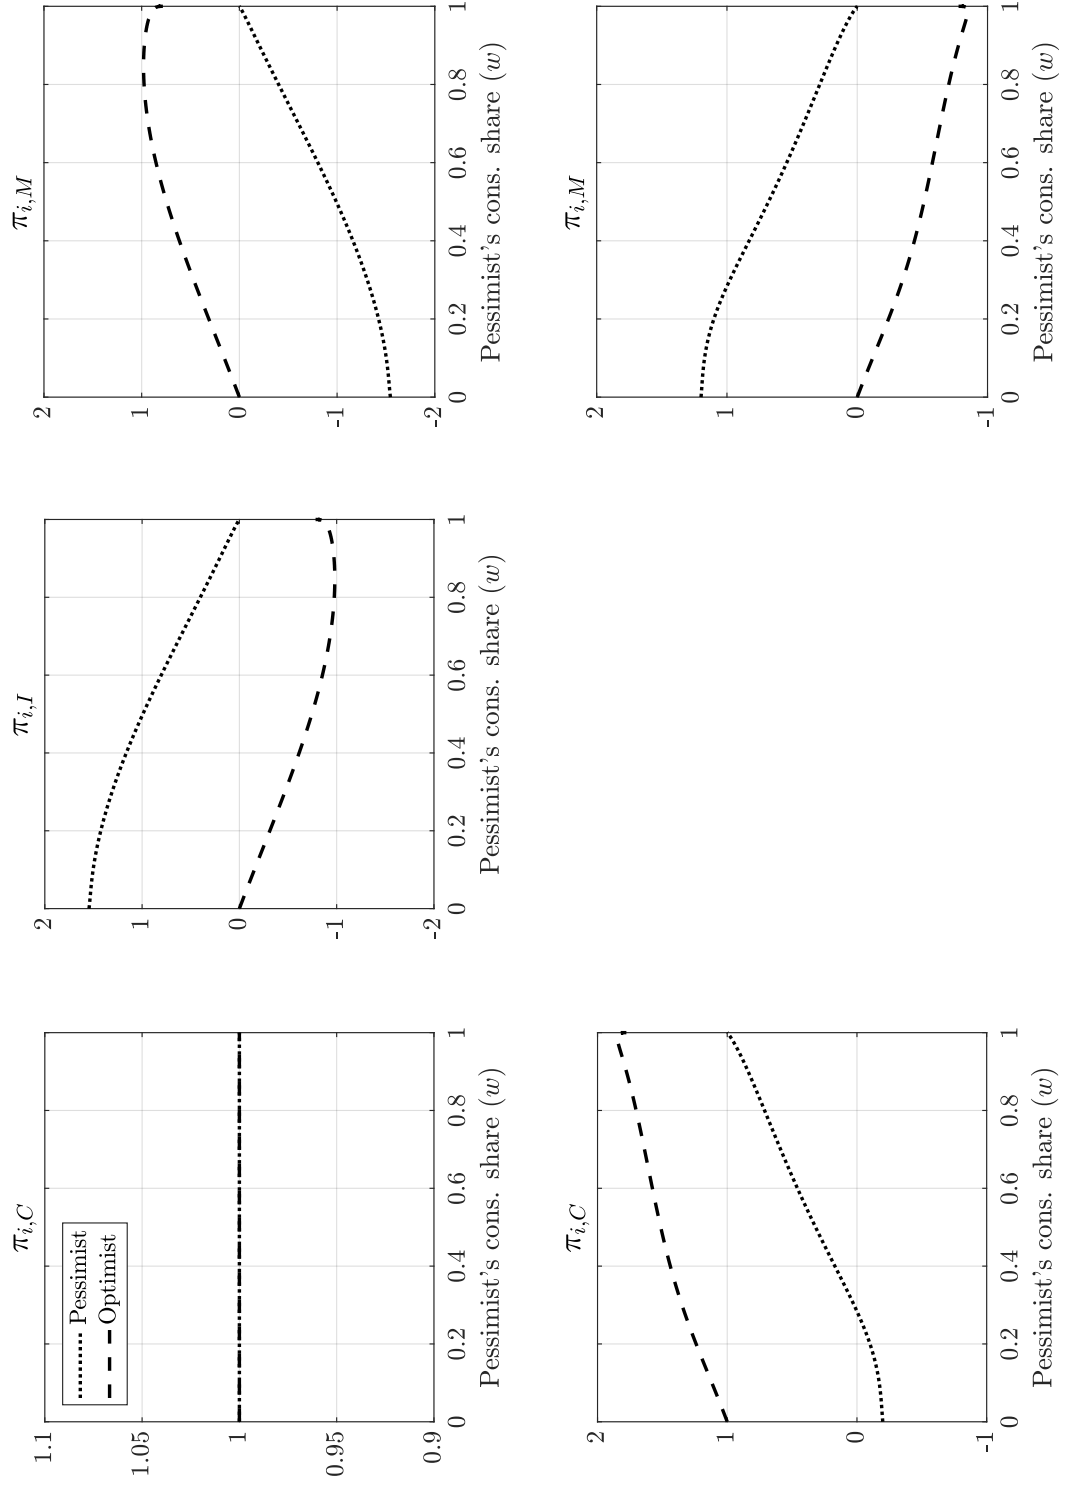 π_{i,C}
Pessimist
Optimist
1.1
1.05
1
0.95
0.9
0 0.2 0.4 0.6 0.8 1
Pessimist's cons. share (w)
π_{i,I}
2
1
0
-1
-2
0 0.2 0.4 0.6 0.8 1
Pessimist's cons. share (w)
π_{i,M}
2
1
0
-1
-2
0 0.2 0.4 0.6 0.8 1
Pessimist's cons. share (w)
π_{i,C}
2
1
0
-1
0 0.2 0.4 0.6 0.8 1
Pessimist's cons. share (w)
π_{i,M}
2
1
0
-1
0 0.2 0.4 0.6 0.8 1
Pessimist's cons. share (w)